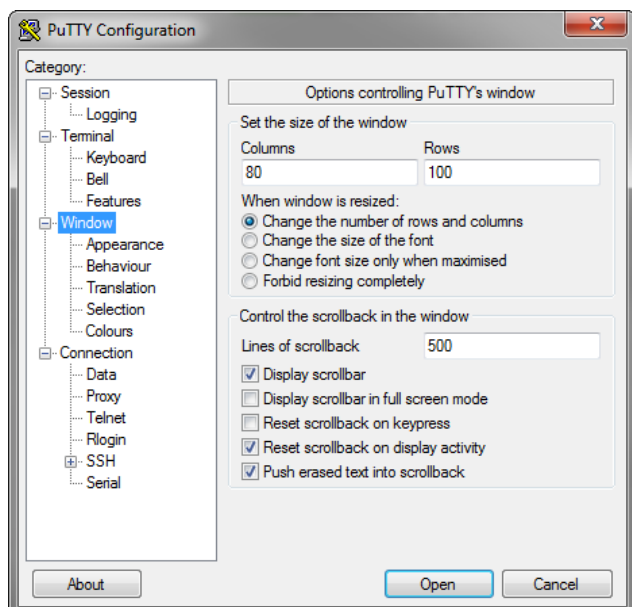 PuTTY Configuration
Category:
Session
Logging
Terminal
Keyboard
Bell
Features
Window
Appearance
Behaviour
Translation
Selection
Colours
Connection
Data
Proxy
Telnet
Rlogin
SSH
Serial
Options controlling PuTTY's window
Set the size of the window
Columns Rows
80 100
When window is resized:
Change the number of rows and columns
Change the size of the font
Change font size only when maximised
Forbid resizing completely
Control the scrollback in the window
Lines of scrollback 500
Display scrollbar
Display scrollbar in full screen mode
Reset scrollback on keypress
Reset scrollback on display activity
Push erased text into scrollback
About Open Cancel